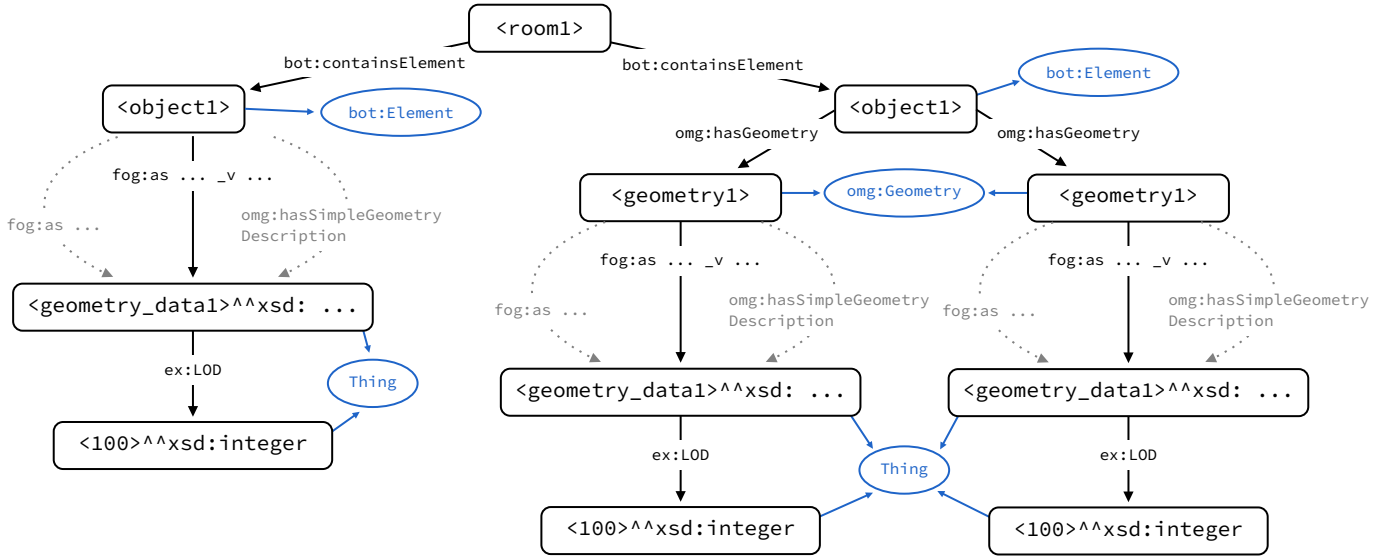 <room1>
bot:containsElement
bot:containsElement
bot:Element
<object1>
bot:Element
<object1>
omg:hasGeometry
omg:hasGeometry
fog:as ... _v ...
<geometry1>
omg:Geometry
<geometry1>
fog:as ...
omg:hasSimpleGeometry
Description
fog:as ... _v ...
fog:as ... _v ...
<geometry_data1>^^xsd: ...
fog:as ...
omg:hasSimpleGeometry
Description
fog:as ...
omg:hasSimpleGeometry
Description
ex:LOD
Thing
<geometry_data1>^^xsd: ...
<geometry_data1>^^xsd: ...
<100>^^xsd:integer
ex:LOD
Thing
ex:LOD
<100>^^xsd:integer
<100>^^xsd:integer